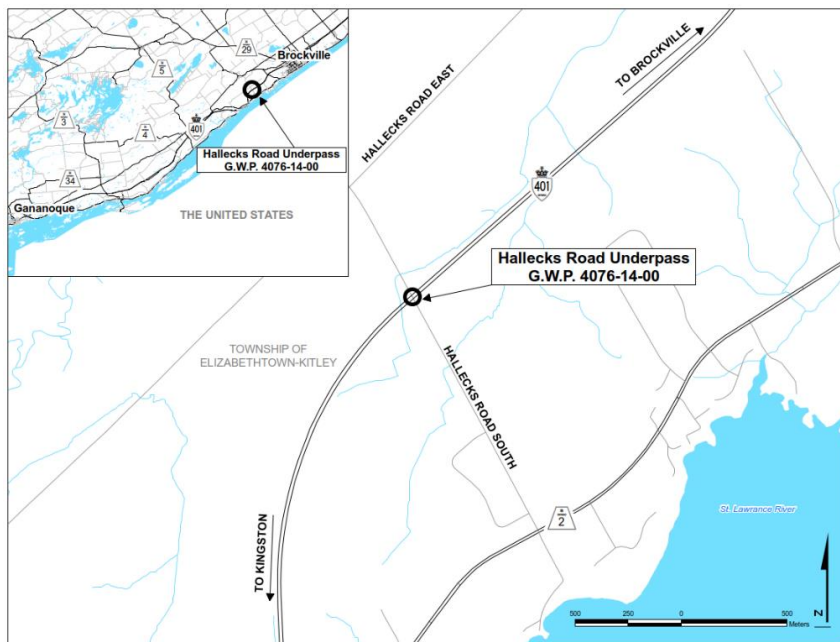 29
Brockville
5
3
4
401
Hallecks Road Underpass
G.W.P. 4076-14-00
34
Gananoque
THE UNITED STATES
HALLECKS ROAD EAST
TO BROCKVILLE
401
Hallecks Road Underpass
G.W.P. 4076-14-00
TOWNSHIP OF
ELIZABETHTOWN-KITLEY
HALLECKS ROAD SOUTH
TO KINGSTON
2
St. Lawrance River
500 250 0 500
Meters
N